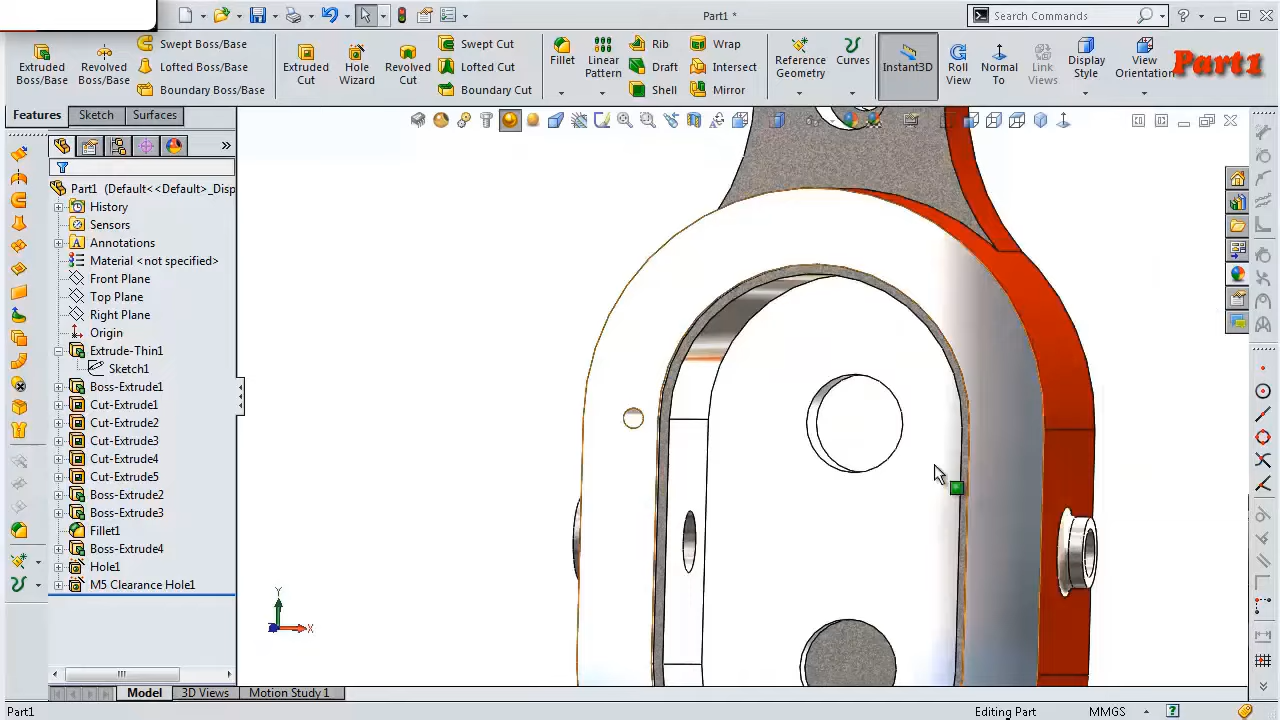 Part1 *
Search Commands
Extruded Boss/Base
Revolved Boss/Base
Swept Boss/Base
Lofted Boss/Base
Boundary Boss/Base
Extruded Cut
Hole Wizard
Revolved Cut
Swept Cut
Lofted Cut
Boundary Cut
Fillet
Linear Pattern
Rib
Draft
Shell
Wrap
Intersect
Mirror
Reference Geometry
Curves
Instant3D
Roll View
Normal To
Link Views
Display Style
View Orientation
Part1
Features
Sketch
Surfaces
Part1 (Default<<Default>_Disp
History
Sensors
Annotations
Material <not specified>
Front Plane
Top Plane
Right Plane
Origin
Extrude-Thin1
Sketch1
Boss-Extrude1
Cut-Extrude1
Cut-Extrude2
Cut-Extrude3
Cut-Extrude4
Cut-Extrude5
Boss-Extrude2
Boss-Extrude3
Fillet1
Boss-Extrude4
Hole1
M5 Clearance Hole1
Y
X
Model
3D Views
Motion Study 1
Part1
Editing Part
MMGS